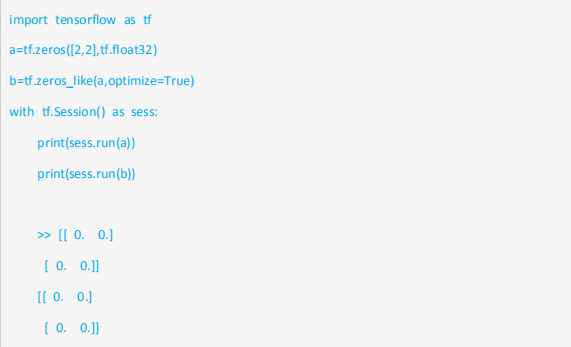 import tensorflow as tf
a=tf.zeros([2,2],tf.float32)
b=tf.zeros_like(a,optimize=True)
with tf.Session() as sess:
    print(sess.run(a))
    print(sess.run(b))
    >> [[ 0.  0.]
     [ 0.  0.]]
    [[ 0.  0.]
     [ 0.  0.]]